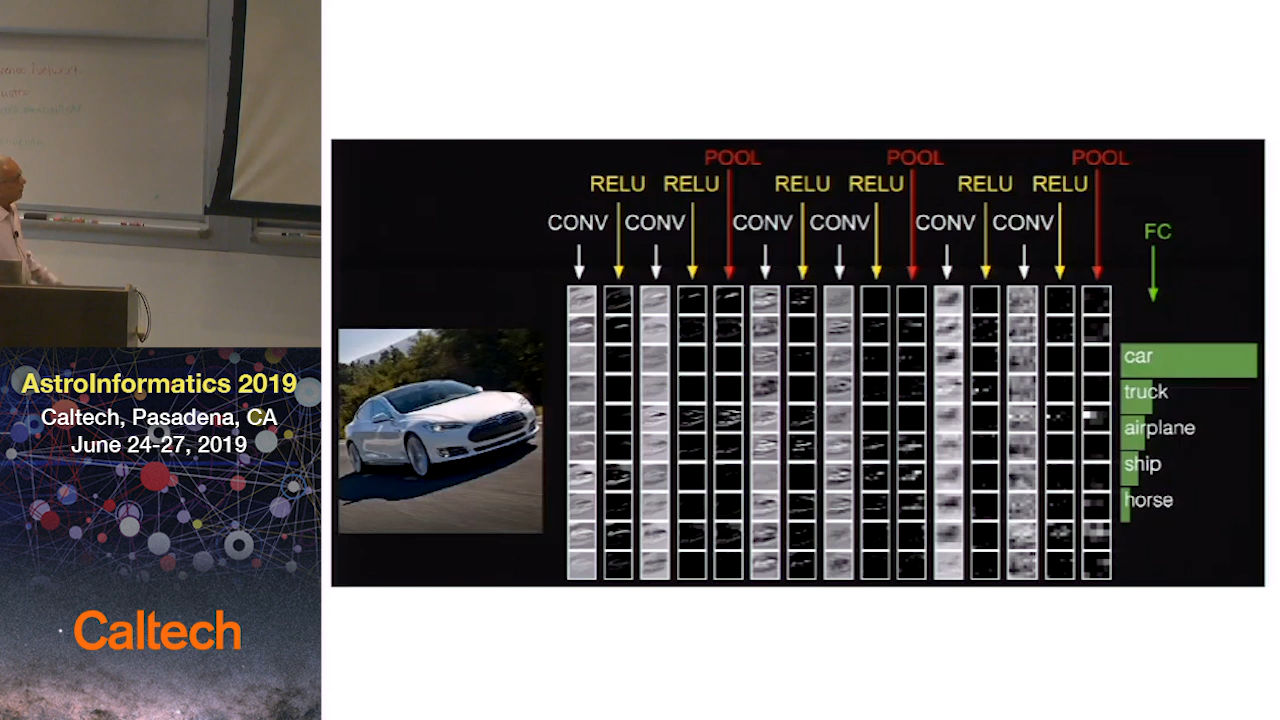 AstroInformatics 2019
Caltech, Pasadena, CA
June 24-27, 2019
Caltech
POOL POOL POOL
RELU RELU RELU RELU RELU RELU
CONV CONV CONV CONV CONV CONV
FC
car
truck
airplane
ship
horse